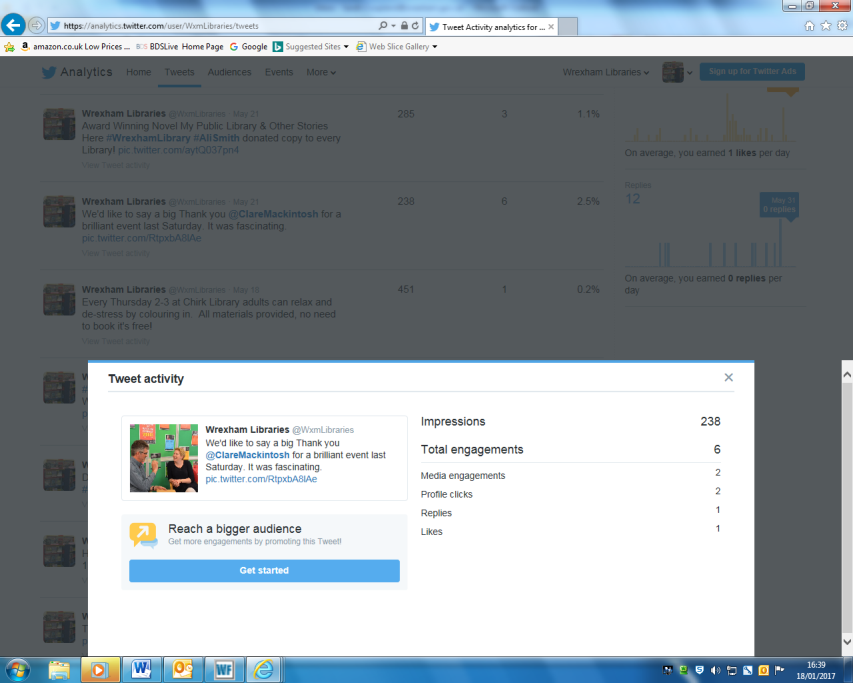 https://analytics.twitter.com/user/WxmLibraries/tweets
Tweet Activity analytics for ...
amazon.co.uk Low Prices ... BDS BDSLive Home Page Google Suggested Sites Web Slice Gallery
Analytics Home Tweets Audiences Events More Wrexham Libraries Sign up for Twitter Ads
Wrexham Libraries @WxmLibraries · May 21 285 3 1.1%
Award Winning Novel My Public Library & Other Stories
Here #WrexhamLibrary #AliSmith donated copy to every
Library! pic.twitter.com/aytQ037pn4
View Tweet activity
On average, you earned 1 likes per day
Wrexham Libraries @WxmLibraries · May 21 238 6 2.5%
We'd like to say a big Thank you @ClareMackintosh for a
brilliant event last Saturday. It was fascinating.
pic.twitter.com/RtpxbA8lAe
View Tweet activity
Replies
12
May 31
0 replies
On average, you earned 0 replies per
day
Wrexham Libraries @WxmLibraries · May 451 1 0.2%
Every Thursday 2-3 at Chirk Library adults can relax and
de-stress by colouring in. All materials provided, no need
to book it's free!
View Tweet activity
Tweet activity
Wrexham Libraries @WxmLibraries
We'd like to say a big Thank you
@ClareMackintosh for a brilliant event last
Saturday. It was fascinating.
pic.twitter.com/RtpxbA8lAe
Reach a bigger audience
Get more engagements by promoting this Tweet!
Get started
Impressions 238
Total engagements 6
Media engagements 2
Profile clicks 2
Replies 1
Likes 1
16:39
18/01/2017